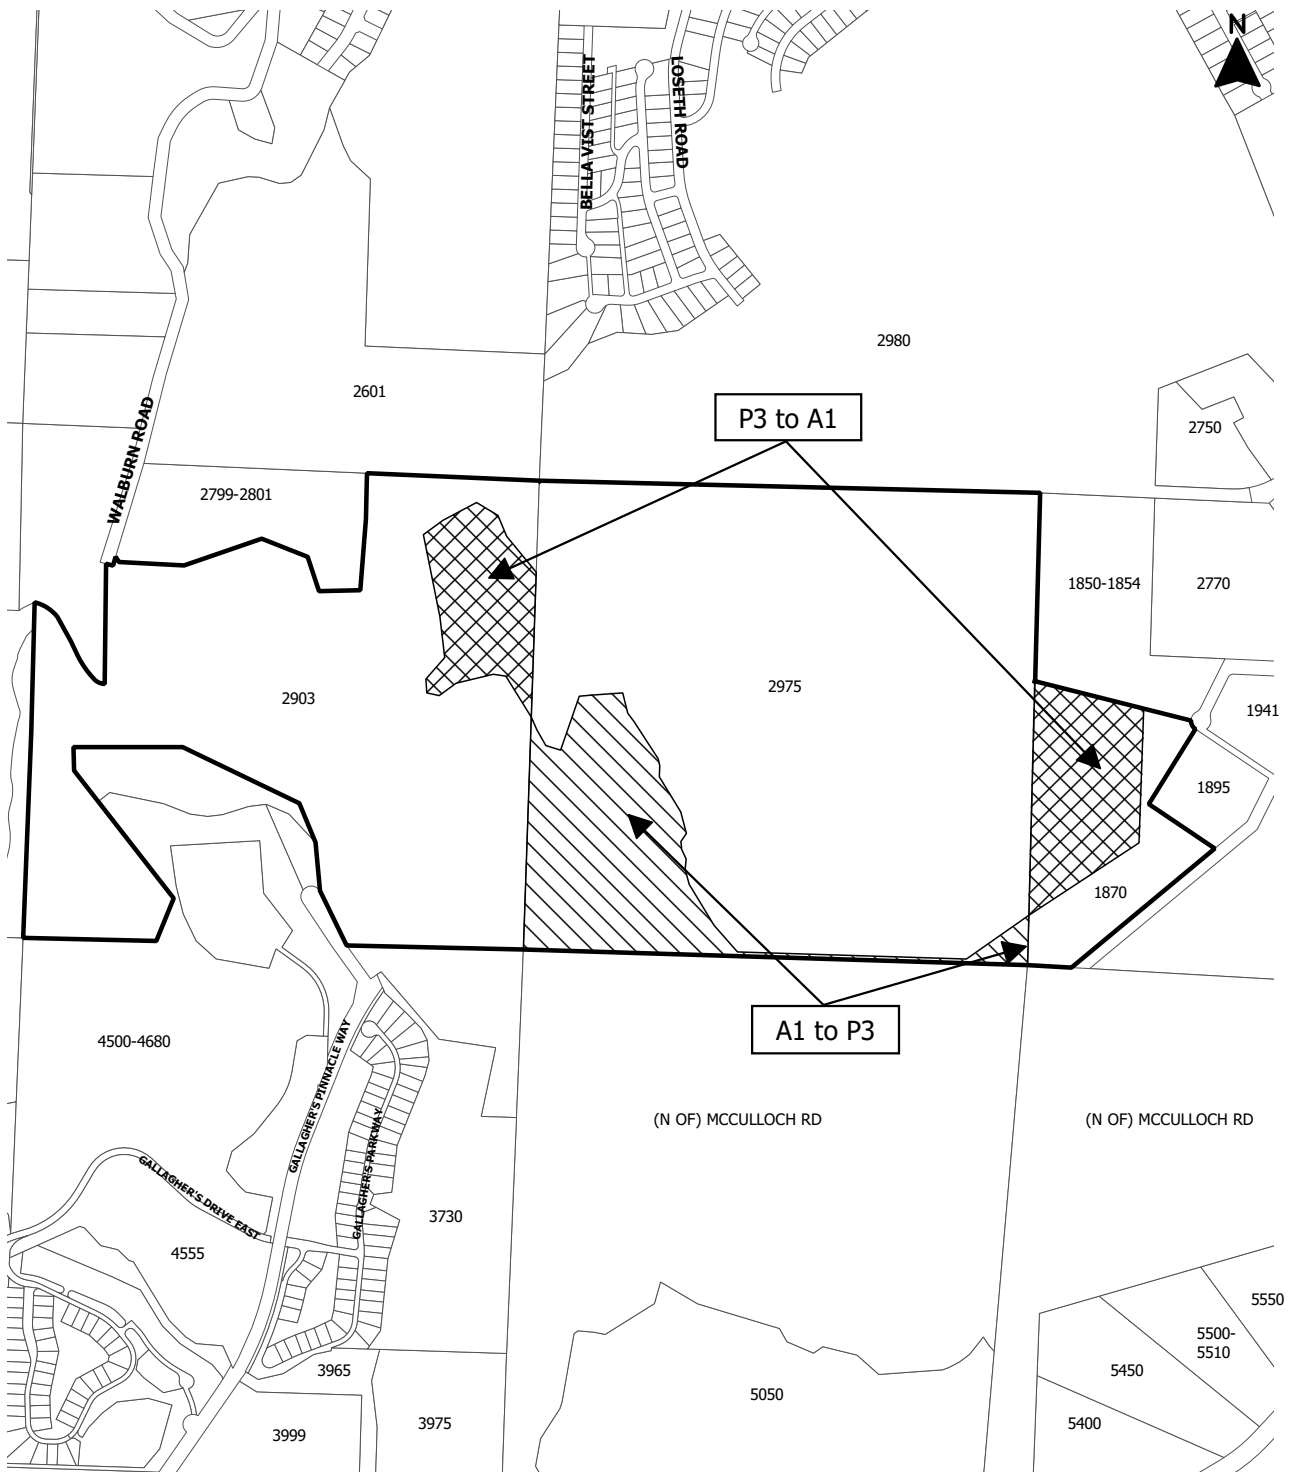 N
BELLA VIST STREET
LOSETH ROAD
2980
2601
P3 to A1
2750
WALBURN ROAD
2799-2801
1850-1854
2770
2903
2975
1941
1895
1870
4500-4680
A1 to P3
GALLAGHER'S PINNACLE WAY
GALLAGHER'S PARKWAY
(N OF) MCCULLOCH RD
(N OF) MCCULLOCH RD
GALLAGHER'S DRIVE EAST
3730
4555
5550
5500-
5510
3965
5450
5050
3975
5400
3999